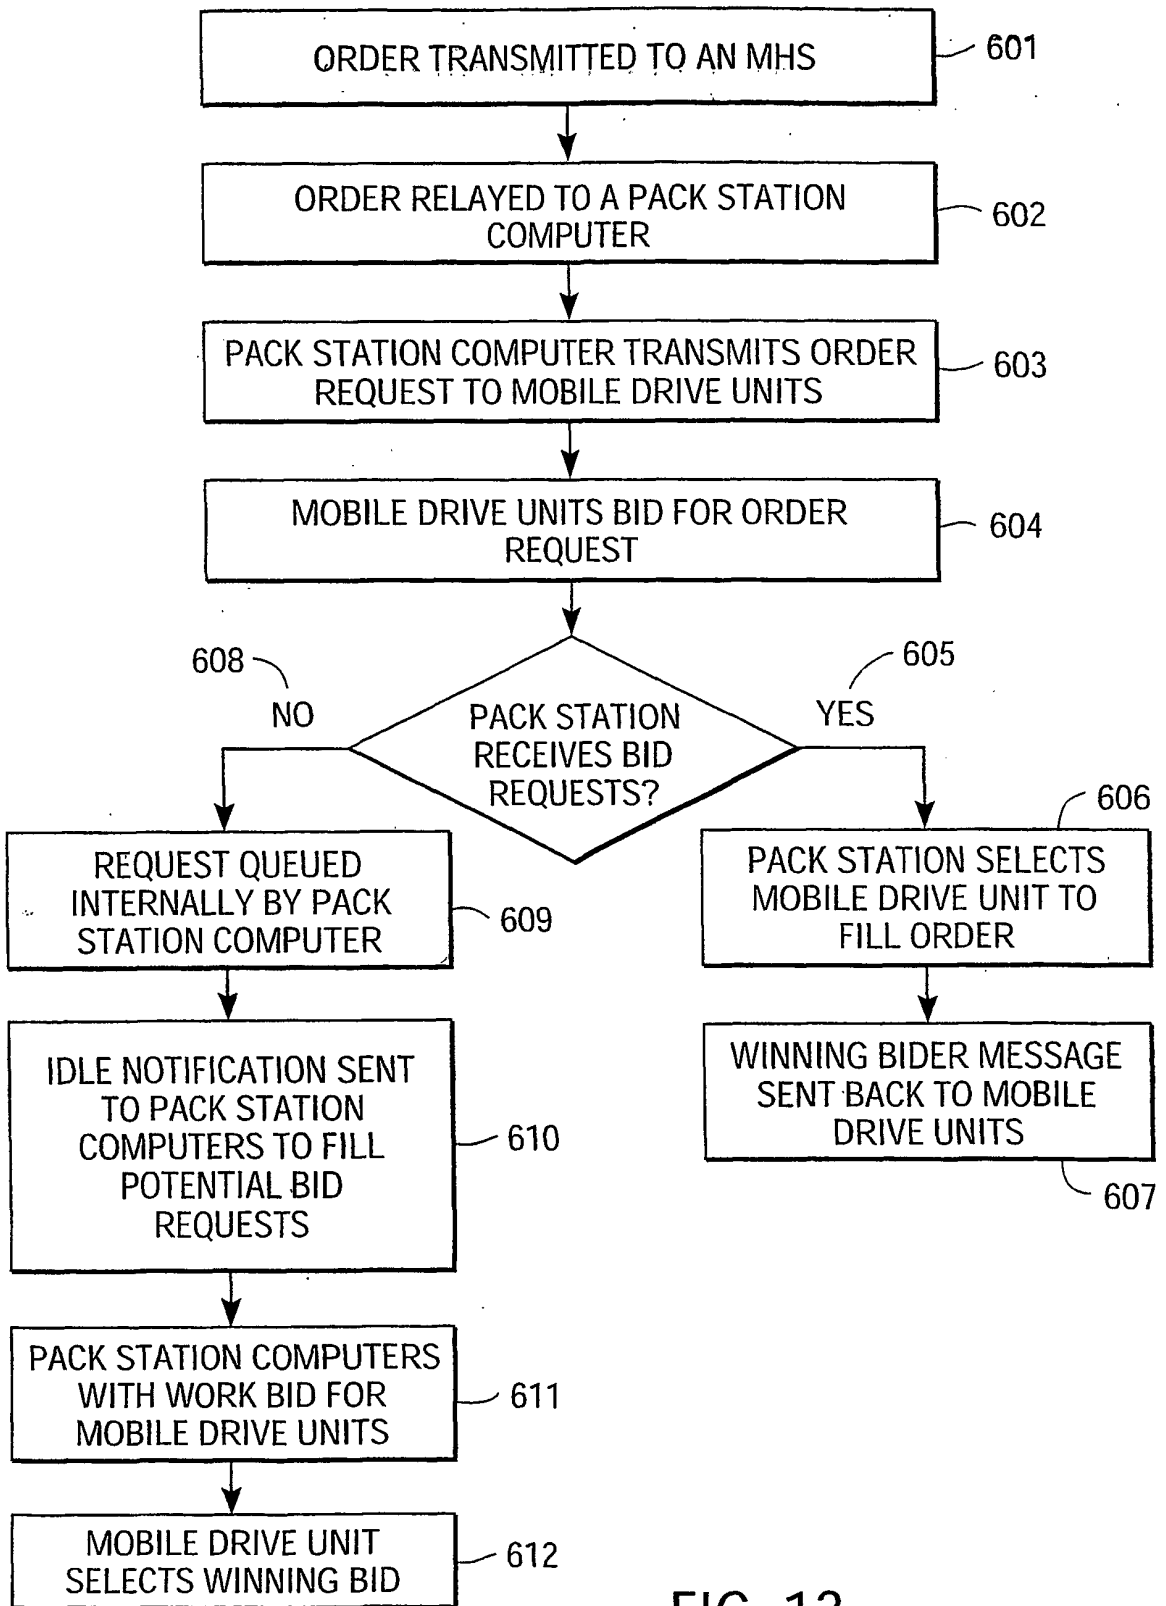 ORDER TRANSMITTED TO AN MHS
601
ORDER RELAYED TO A PACK STATION
COMPUTER
602
PACK STATION COMPUTER TRANSMITS ORDER
REQUEST TO MOBILE DRIVE UNITS
603
MOBILE DRIVE UNITS BID FOR ORDER
REQUEST
604
608
NO
PACK STATION
RECEIVES BID
REQUESTS?
605
YES
REQUEST QUEUED
INTERNALLY BY PACK
STATION COMPUTER
609
606
PACK STATION SELECTS
MOBILE DRIVE UNIT TO
FILL ORDER
IDLE NOTIFICATION SENT
TO PACK STATION
COMPUTERS TO FILL
POTENTIAL BID
REQUESTS
610
WINNING BIDER MESSAGE
SENT BACK TO MOBILE
DRIVE UNITS
607
PACK STATION COMPUTERS
WITH WORK BID FOR
MOBILE DRIVE UNITS
611
MOBILE DRIVE UNIT
SELECTS WINNING BID
612
FIG. 12